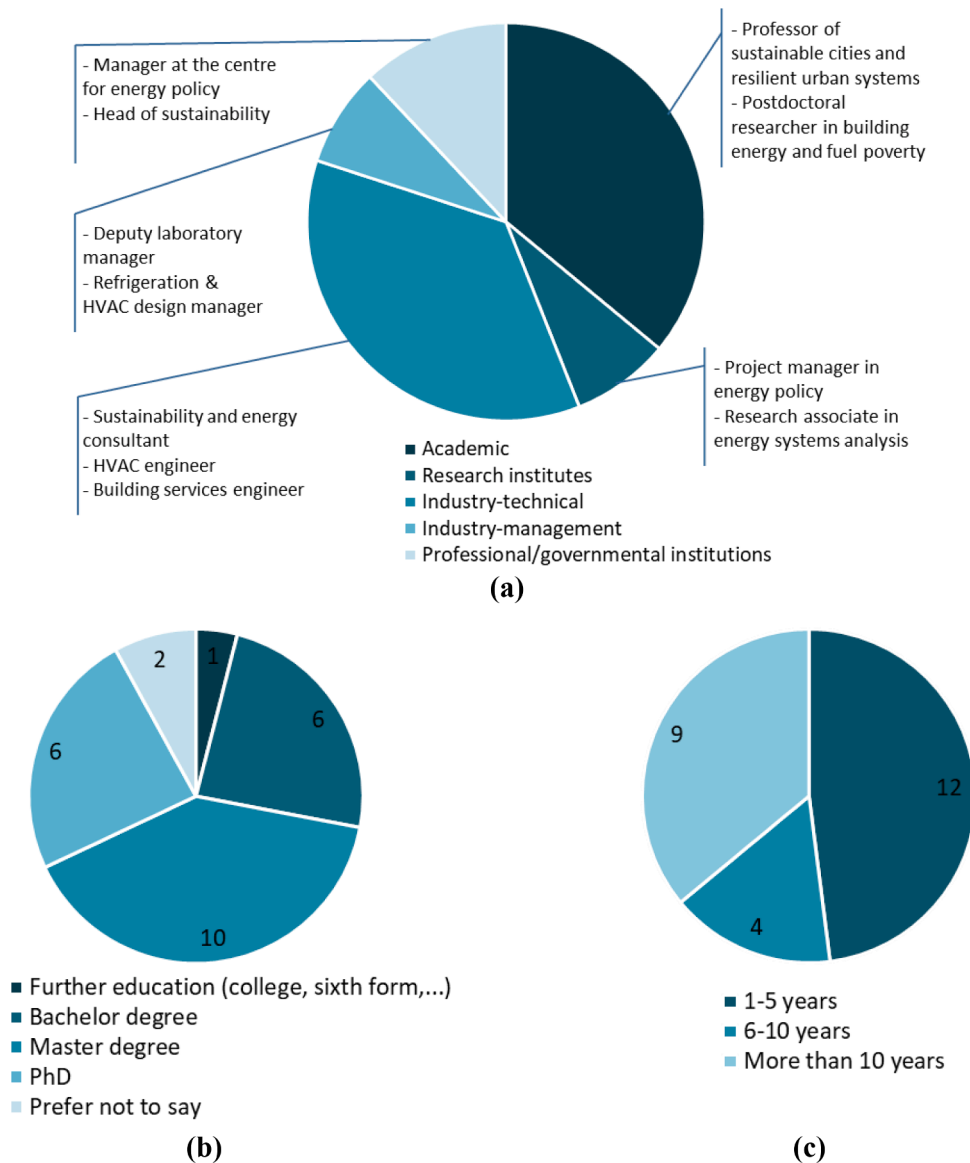 - Manager at the centre
for energy policy
- Head of sustainability
- Professor of
sustainable cities and
resilient urban systems
- Postdoctoral
researcher in building
energy and fuel poverty
- Deputy laboratory
manager
- Refrigeration &
HVAC design manager
- Project manager in
energy policy
- Research associate in
energy systems analysis
- Sustainability and energy
consultant
- HVAC engineer
- Building services engineer
Academic
Research institutes
Industry-technical
Industry-management
Professional/governmental institutions
(a)
2
1
6
6
10
Further education (college, sixth form,...)
Bachelor degree
Master degree
PhD
Prefer not to say
(b)
9
12
4
1-5 years
6-10 years
More than 10 years
(c)